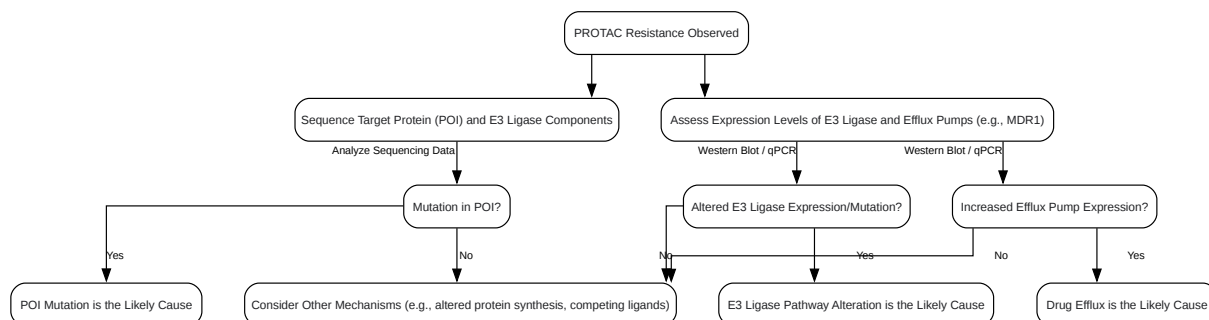 PROTAC Resistance Observed
Sequence Target Protein (POI) and E3 Ligase Components
Assess Expression Levels of E3 Ligase and Efflux Pumps (e.g., MDR1)
Analyze Sequencing Data
Western Blot / qPCR
Western Blot / qPCR
Mutation in POI?
Altered E3 Ligase Expression/Mutation?
Increased Efflux Pump Expression?
Yes
No
No
Yes
No
Yes
POI Mutation is the Likely Cause
Consider Other Mechanisms (e.g., altered protein synthesis, competing ligands)
E3 Ligase Pathway Alteration is the Likely Cause
Drug Efflux is the Likely Cause